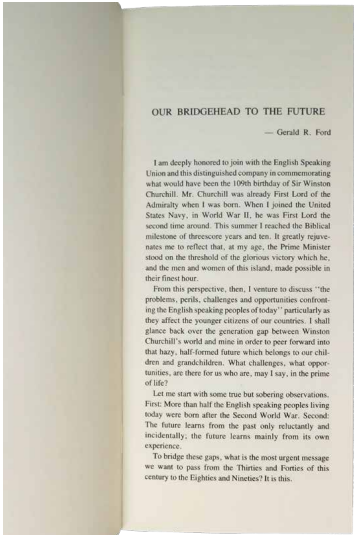 OUR BRIDGEHEAD TO THE FUTURE
— Gerald R. Ford
I am deeply honored to join with the English Speaking
Union and this distinguished company in commemorating
what would have been the 109th birthday of Sir Winston
Churchill. Mr. Churchill was already First Lord of the
Admiralty when I was born. When I joined the United
States Navy, in World War II, he was First Lord the
second time around. This summer I reached the Biblical
milestone of threescore years and ten. It greatly rejuve-
nates me to reflect that, at my age, the Prime Minister
stood on the threshold of the glorious victory which he,
and the men and women of this island, made possible in
their finest hour.
From this perspective, then, I venture to discuss "the
problems, perils, challenges and opportunities confront-
ing the English speaking peoples of today" particularly as
they affect the younger citizens of our countries. I shall
glance back over the generation gap between Winston
Churchill's world and mine in order to peer forward into
that hazy, half-formed future which belongs to our chil-
dren and grandchildren. What challenges, what oppor-
tunities, are there for us who are, may I say, in the prime
of life?
Let me start with some true but sobering observations.
First: More than half the English speaking peoples living
today were born after the Second World War. Second:
The future learns from the past only reluctantly and
incidentally; the future learns mainly from its own
experience.
To bridge these gaps, what is the most urgent message
we want to pass from the Thirties and Forties of this
century to the Eighties and Nineties? It is this.